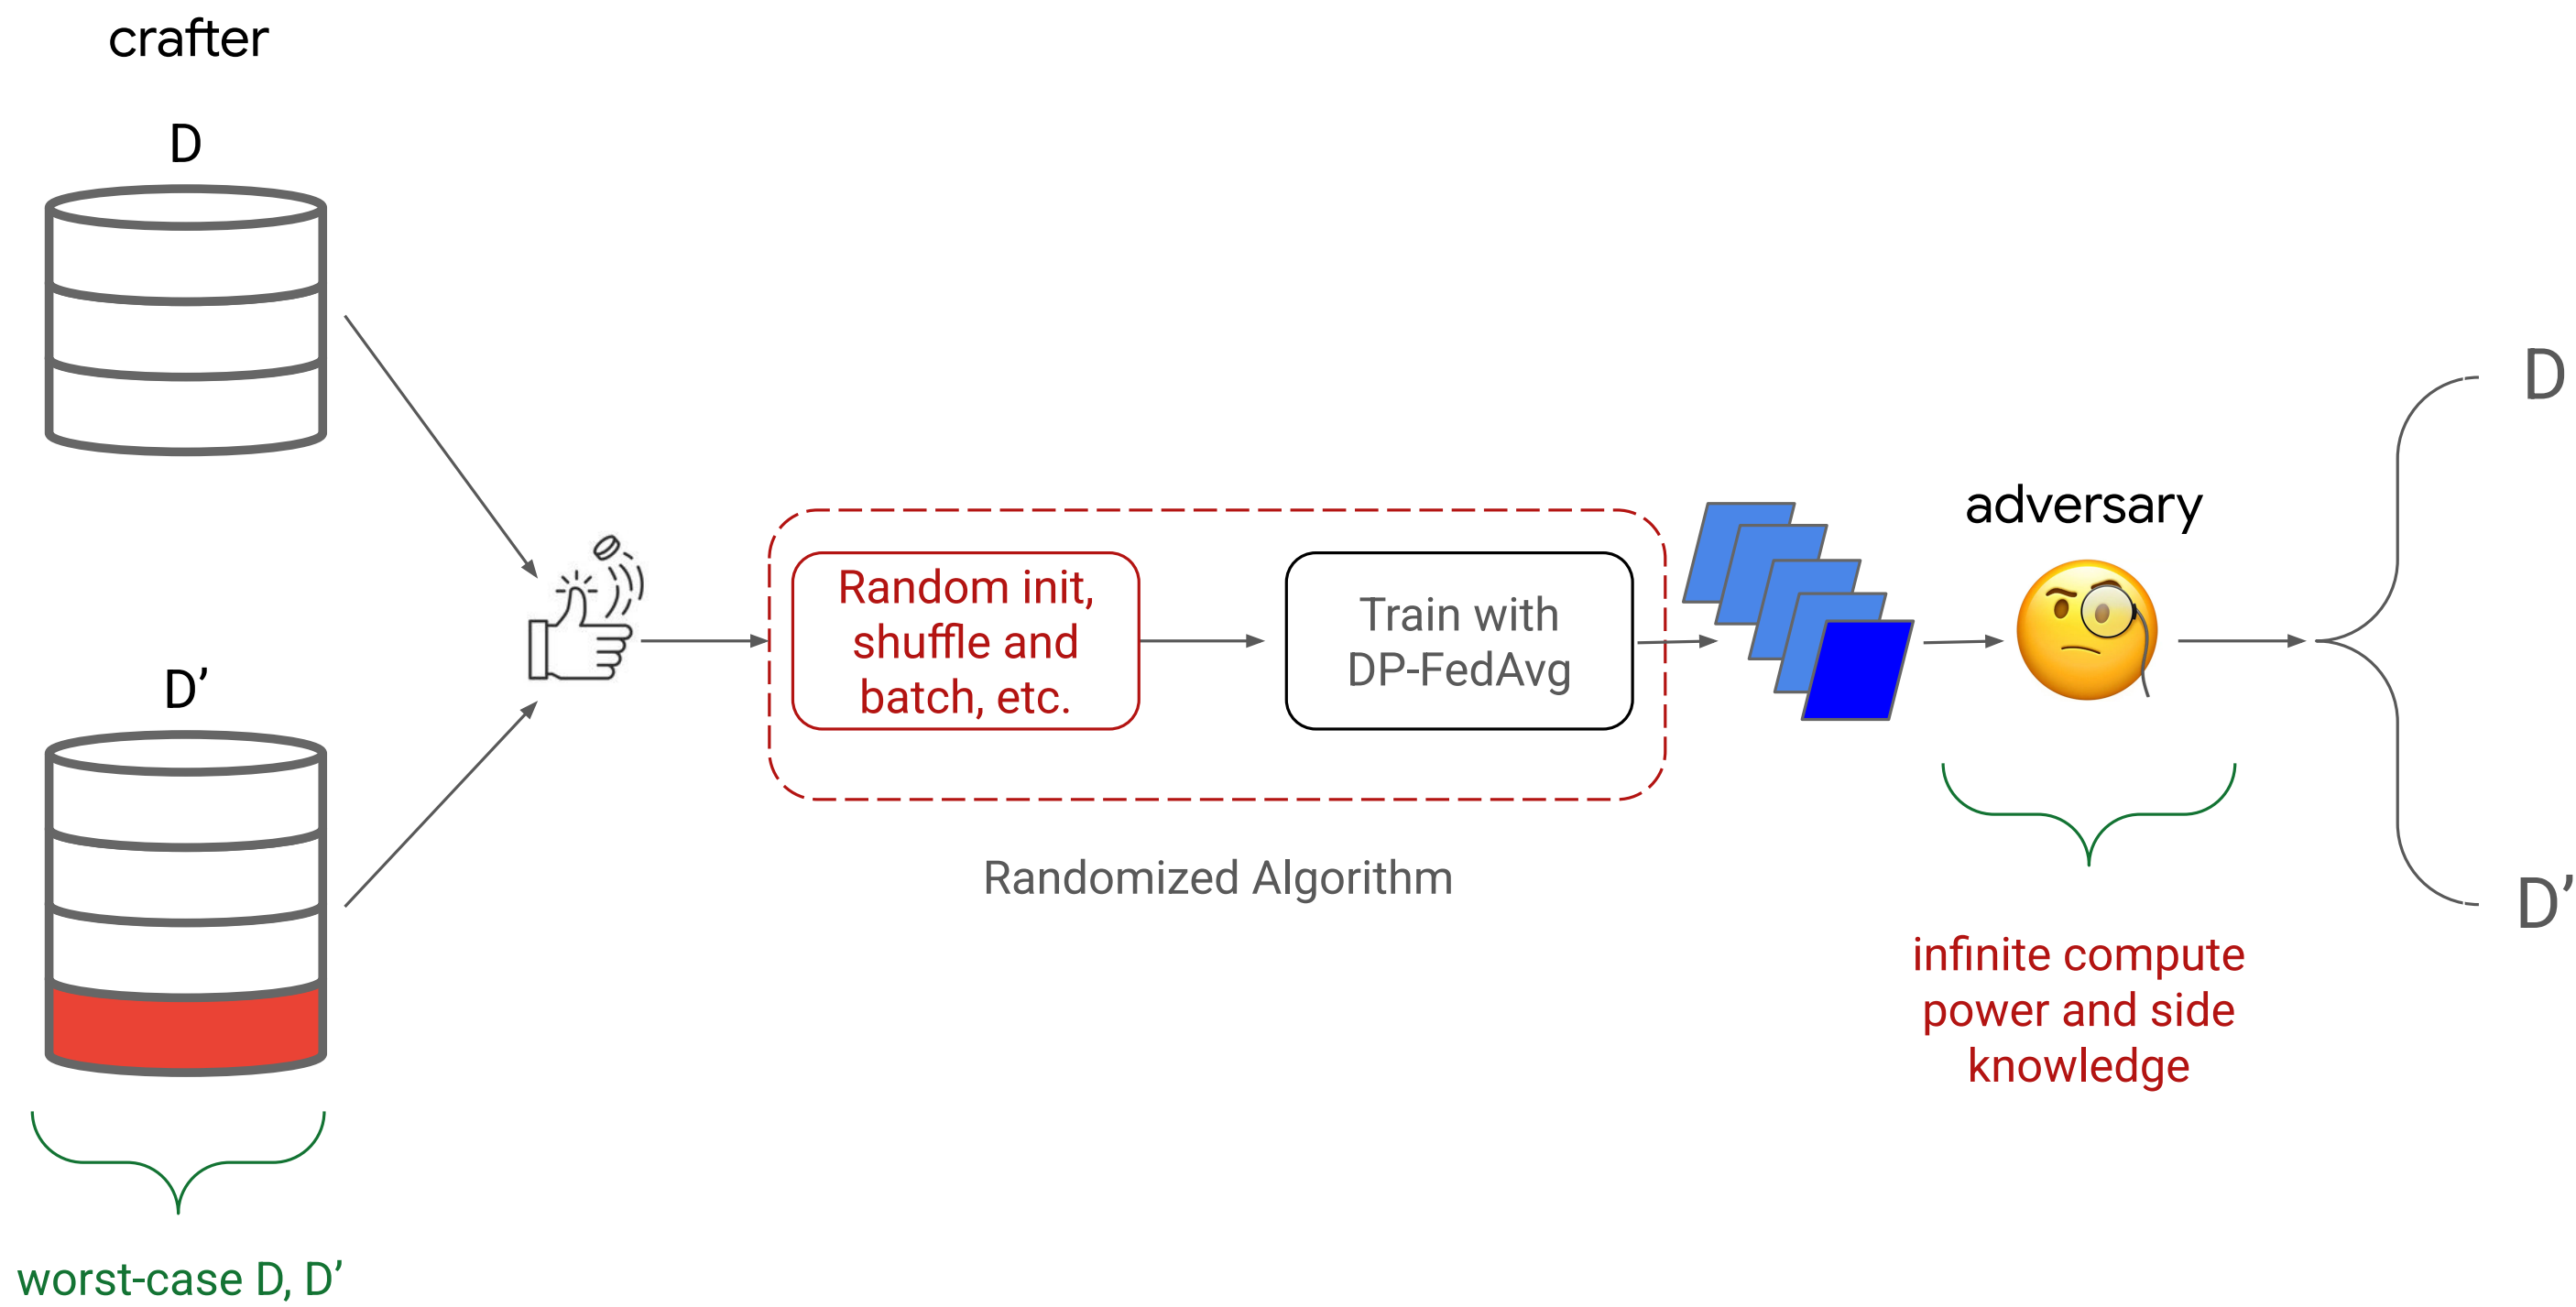 crafter
D
D’
worst-case D, D’
Random init,
shuffle and
batch, etc.
Train with
DP-FedAvg
Randomized Algorithm
adversary
infinite compute
power and side
knowledge
D
D’